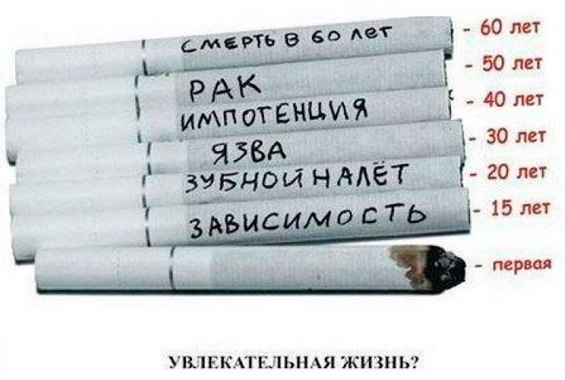 СМЕРТЬ В 60 ЛЕТ - 60 лет
РАК - 50 лет
ИМПОТЕНЦИЯ - 40 лет
ЯЗВА - 30 лет
ЗУБНОЙ НАЛЁТ - 20 лет
ЗАВИСИМОСТЬ - 15 лет
- первая
УВЛЕКАТЕЛЬНАЯ ЖИЗНЬ?